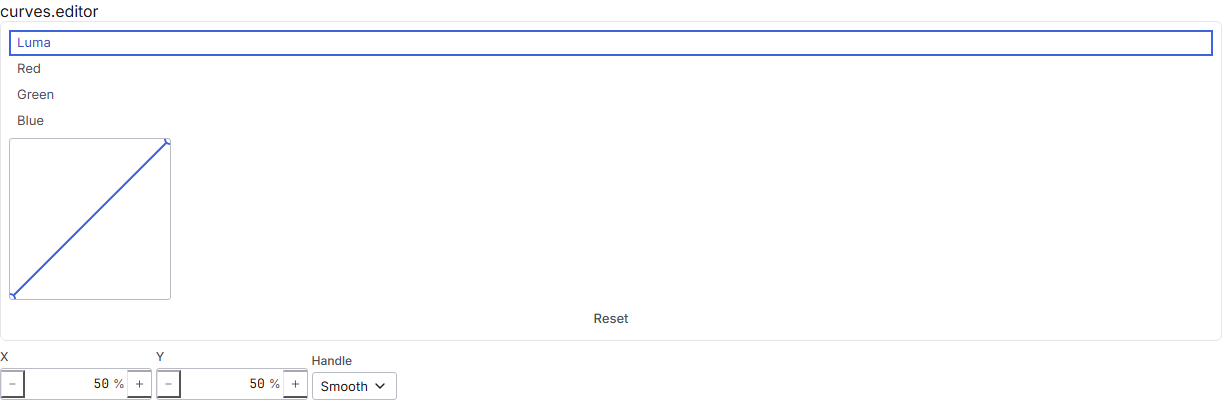 curves.editor
Luma
Red
Green
Blue
Reset
X Y Handle
− 50 % + − 50 % + Smooth